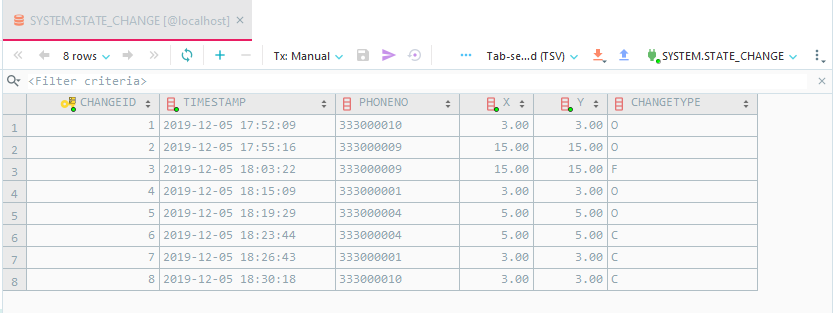 SYSTEM.STATE_CHANGE [@localhost]
8 rows Tx: Manual Tab-se...d (TSV) SYSTEM.STATE_CHANGE
<Filter criteria>
CHANGEID TIMESTAMP PHONENO X Y CHANGETYPE
1 1 2019-12-05 17:52:09 333000010 3.00 3.00 O
2 2 2019-12-05 17:55:16 333000009 15.00 15.00 O
3 3 2019-12-05 18:03:22 333000009 15.00 15.00 F
4 4 2019-12-05 18:15:09 333000001 3.00 3.00 O
5 5 2019-12-05 18:19:29 333000004 5.00 5.00 O
6 6 2019-12-05 18:23:44 333000004 5.00 5.00 C
7 7 2019-12-05 18:26:43 333000001 3.00 3.00 C
8 8 2019-12-05 18:30:18 333000010 3.00 3.00 C